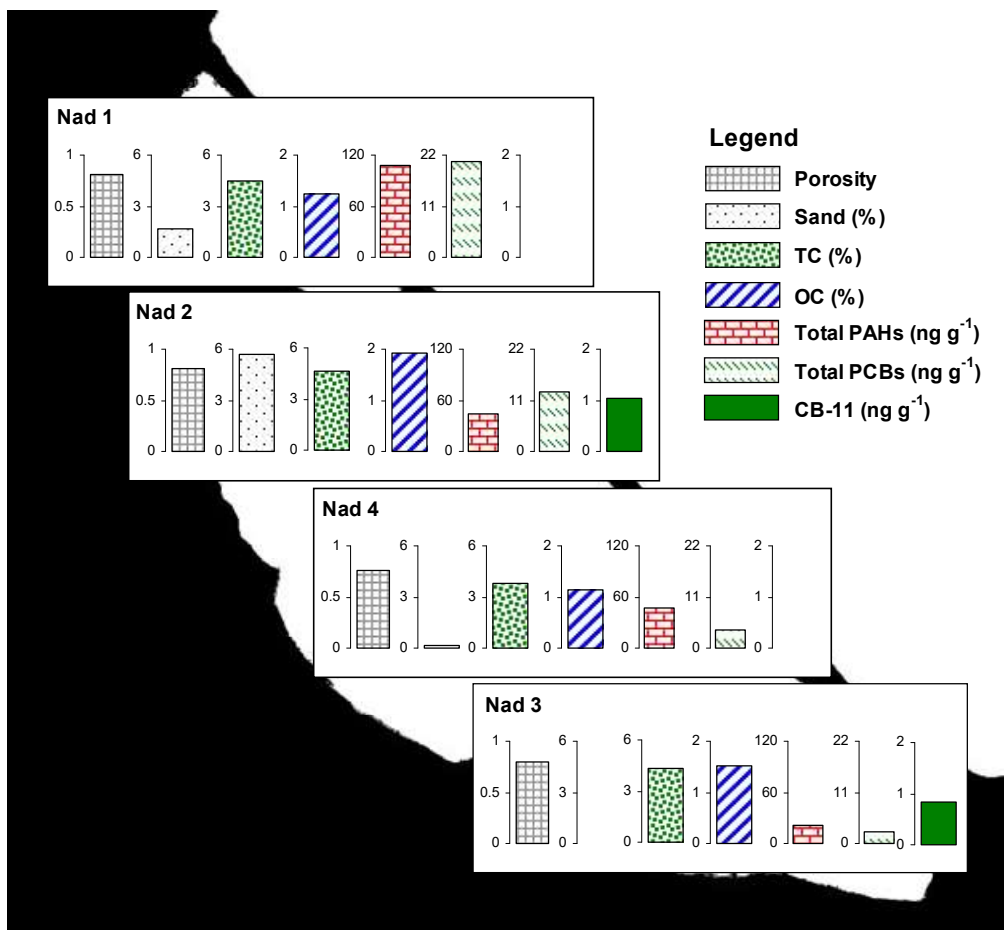 Nad 1
1 6 6 2 120 22 2
0.5 3 3 1 60 11 1
0 0 0 0 0 0 0
Legend
Porosity
Sand (%)
TC (%)
OC (%)
Total PAHs (ng g⁻¹)
Total PCBs (ng g⁻¹)
CB-11 (ng g⁻¹)
Nad 2
1 6 6 2 120 22 2
0.5 3 3 1 60 11 1
0 0 0 0 0 0 0
Nad 4
1 6 6 2 120 22 2
0.5 3 3 1 60 11 1
0 0 0 0 0 0 0
Nad 3
1 6 6 2 120 22 2
0.5 3 3 1 60 11 1
0 0 0 0 0 0 0